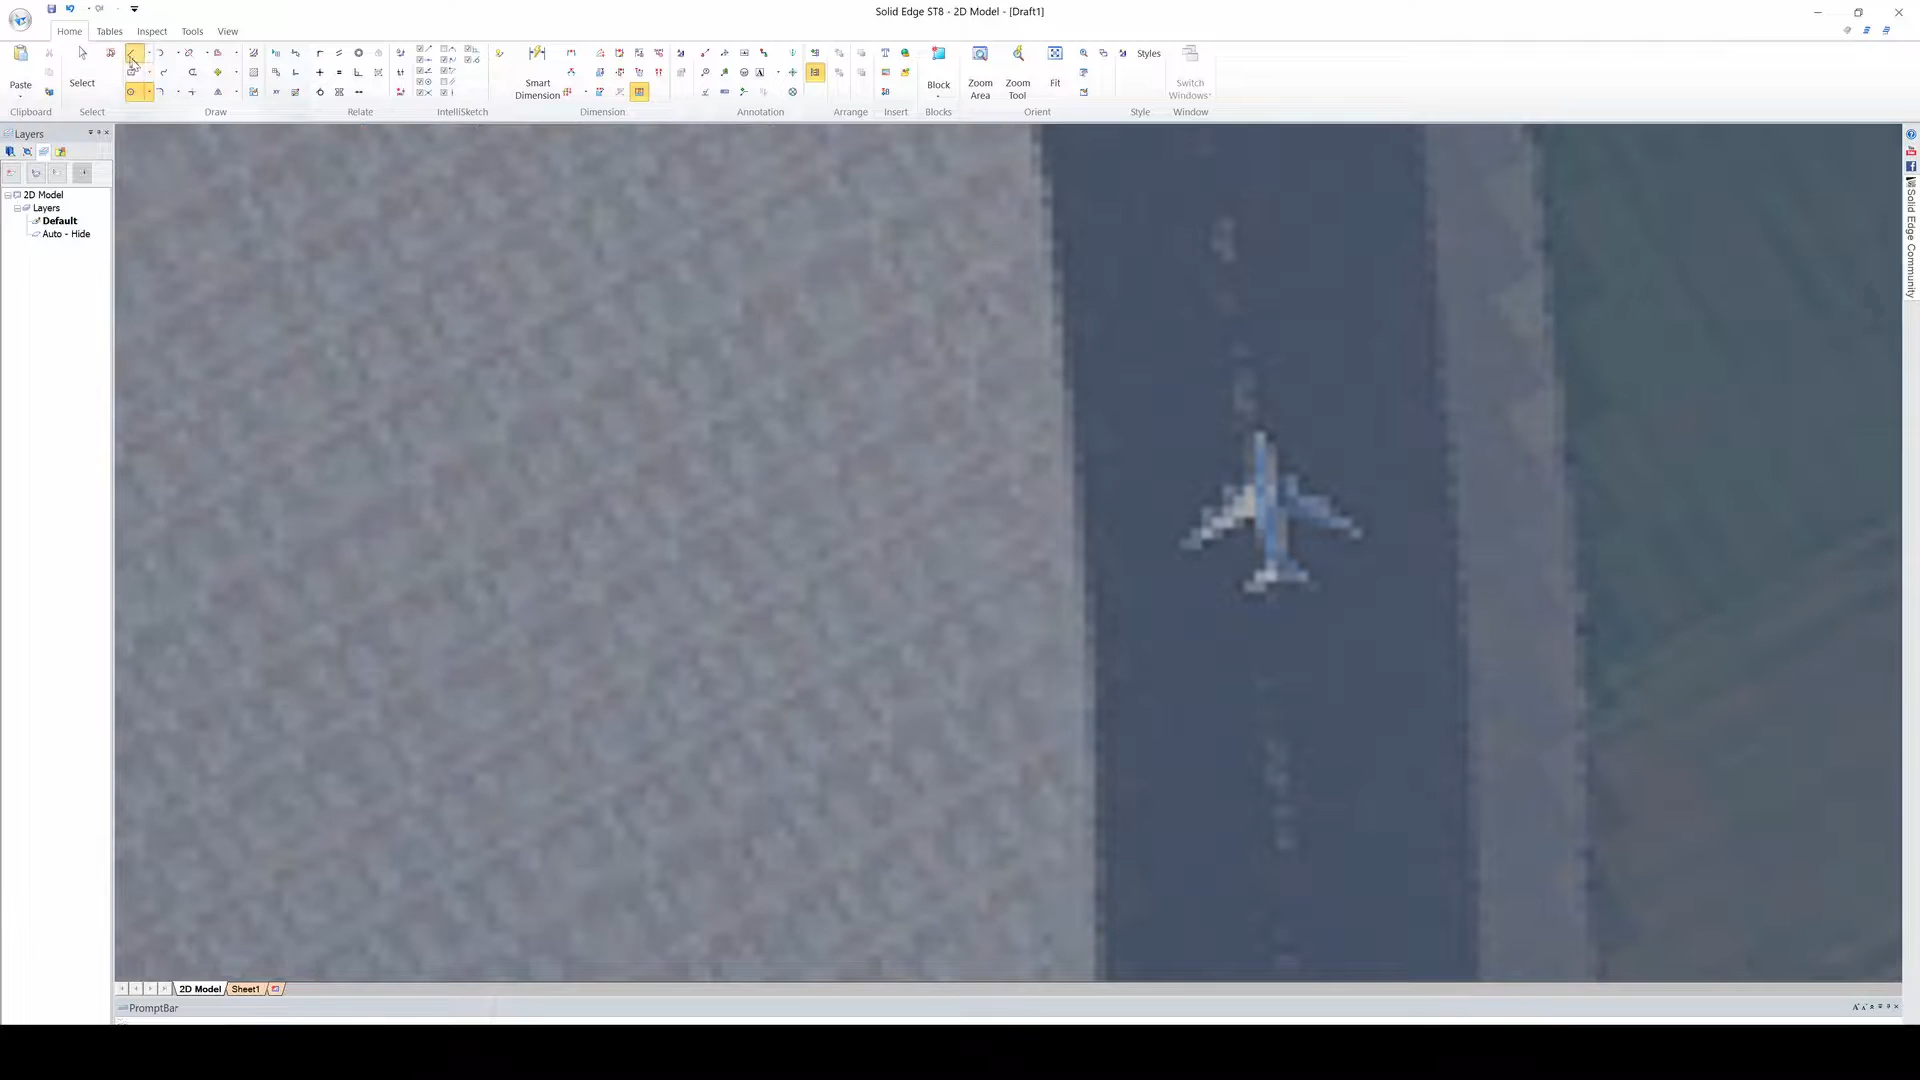 Solid Edge ST8 - 2D Model - [Draft1]
Home Tables Inspect Tools View
Paste
Select
Smart Dimension
Block
Zoom Area
Zoom Tool
Fit
Styles
Switch Windows
Clipboard Select Draw Relate IntelliSketch Dimension Annotation Arrange Insert Blocks Orient Style Window
Layers
2D Model
Layers
Default
Auto - Hide
Solid Edge Community
2D Model Sheet1
PromptBar